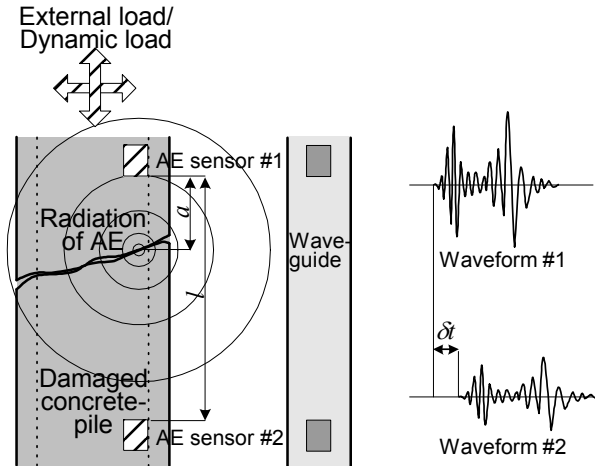 External load/
Dynamic load
AE sensor #1
a
Radiation
of AE
l
Damaged
concrete-
pile
AE sensor #2
Wave-
guide
Waveform #1
δt
Waveform #2